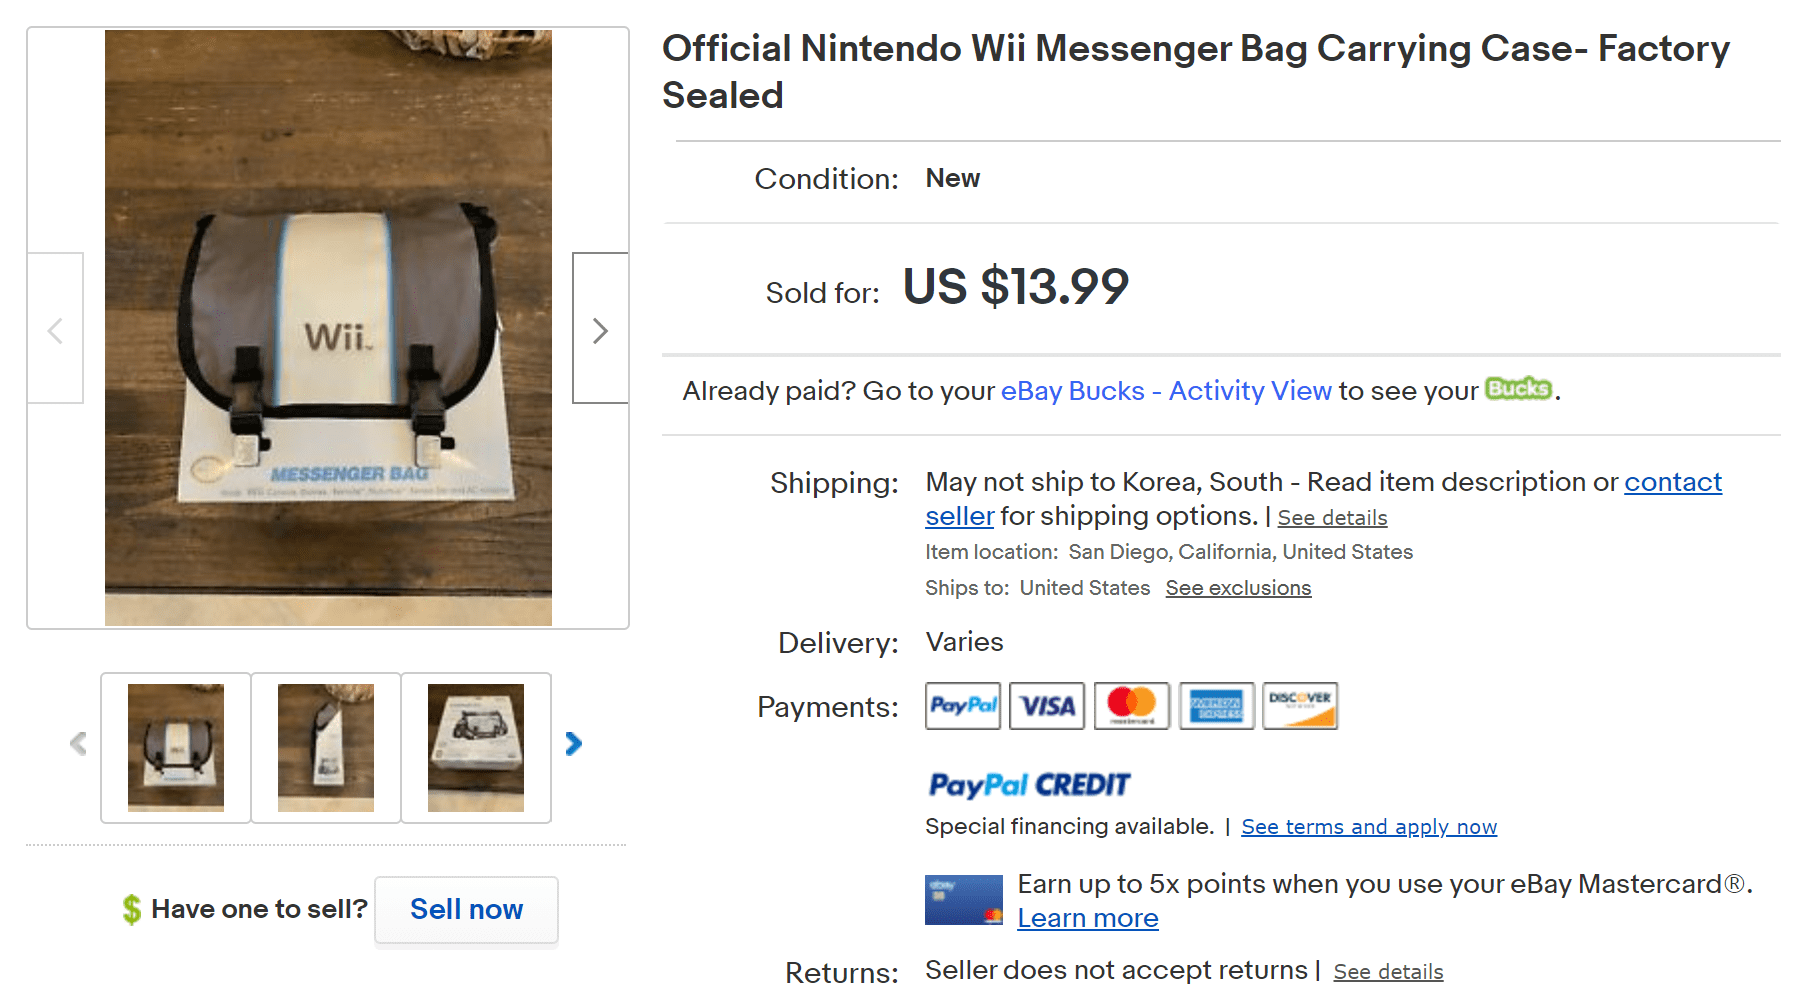 Official Nintendo Wii Messenger Bag Carrying Case- Factory
Sealed
Condition: New
Sold for: US $13.99
Already paid? Go to your eBay Bucks - Activity View to see your Bucks.
Shipping: May not ship to Korea, South - Read item description or contact
seller for shipping options. | See details
Item location: San Diego, California, United States
Ships to: United States See exclusions
Delivery: Varies
Payments: PayPal VISA mastercard AMERICAN EXPRESS DISCOVER
PayPal CREDIT
Special financing available. | See terms and apply now
ebay
Earn up to 5x points when you use your eBay Mastercard®.
Learn more
Returns: Seller does not accept returns | See details
Wii
MESSENGER BAG
$ Have one to sell? Sell now